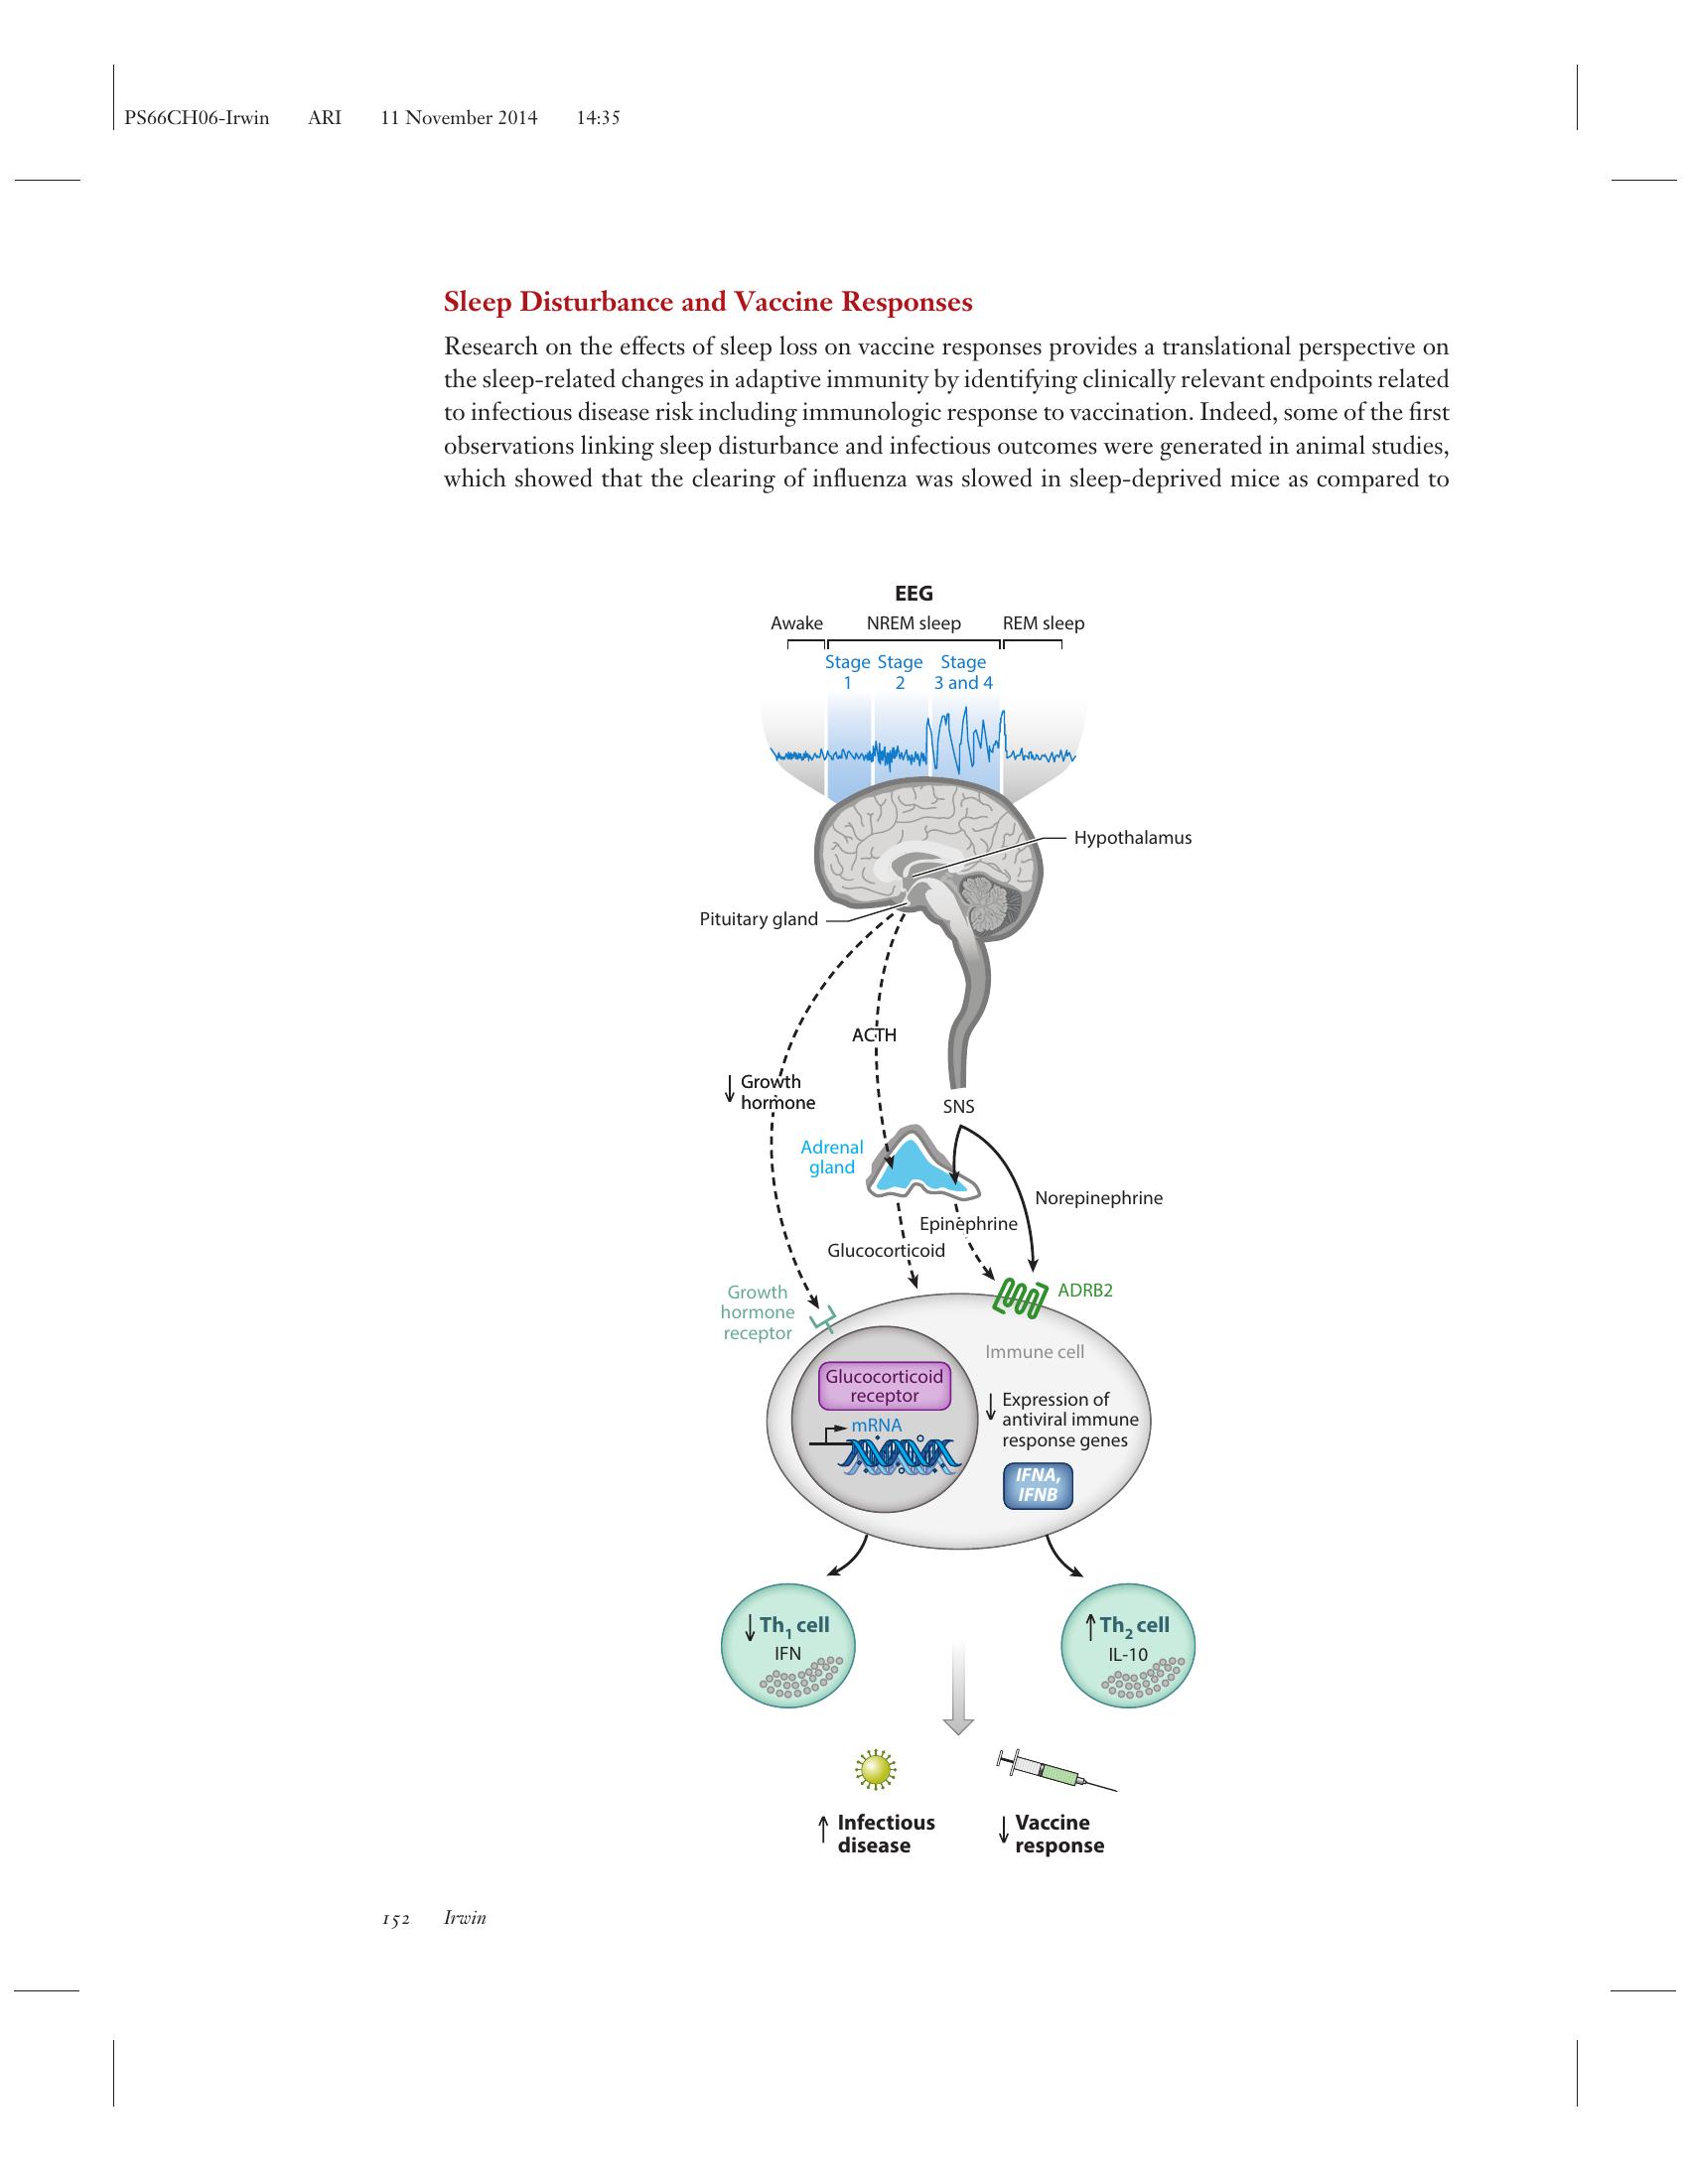 PS66CH06-Irwin ARI 11 November 2014 14:35
Sleep Disturbance and Vaccine Responses
Research on the effects of sleep loss on vaccine responses provides a translational perspective on
the sleep-related changes in adaptive immunity by identifying clinically relevant endpoints related
to infectious disease risk including immunologic response to vaccination. Indeed, some of the first
observations linking sleep disturbance and infectious outcomes were generated in animal studies,
which showed that the clearing of influenza was slowed in sleep-deprived mice as compared to
EEG
Awake NREM sleep REM sleep
Stage Stage Stage
1 2 3 and 4
Hypothalamus
Pituitary gland
ACTH
↓ Growth
hormone
SNS
Adrenal
gland
Norepinephrine
Epinephrine
Glucocorticoid
Growth
hormone
receptor
ADRB2
Immune cell
Glucocorticoid
receptor
mRNA
↓ Expression of
antiviral immune
response genes
IFNA,
IFNB
↓ Th1 cell
IFN
↑ Th2 cell
IL-10
↑ Infectious
disease
↓ Vaccine
response
152 Irwin